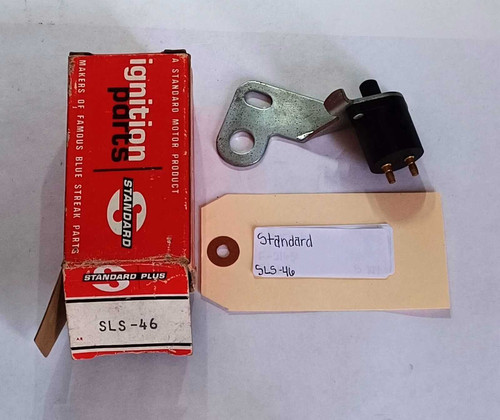 ignition
parts
A STANDARD MOTOR PRODUCT
MAKERS OF FAMOUS BLUE STREAK PARTS
S
STANDARD
STANDARD PLUS
SLS-46
Standard
SLS-46